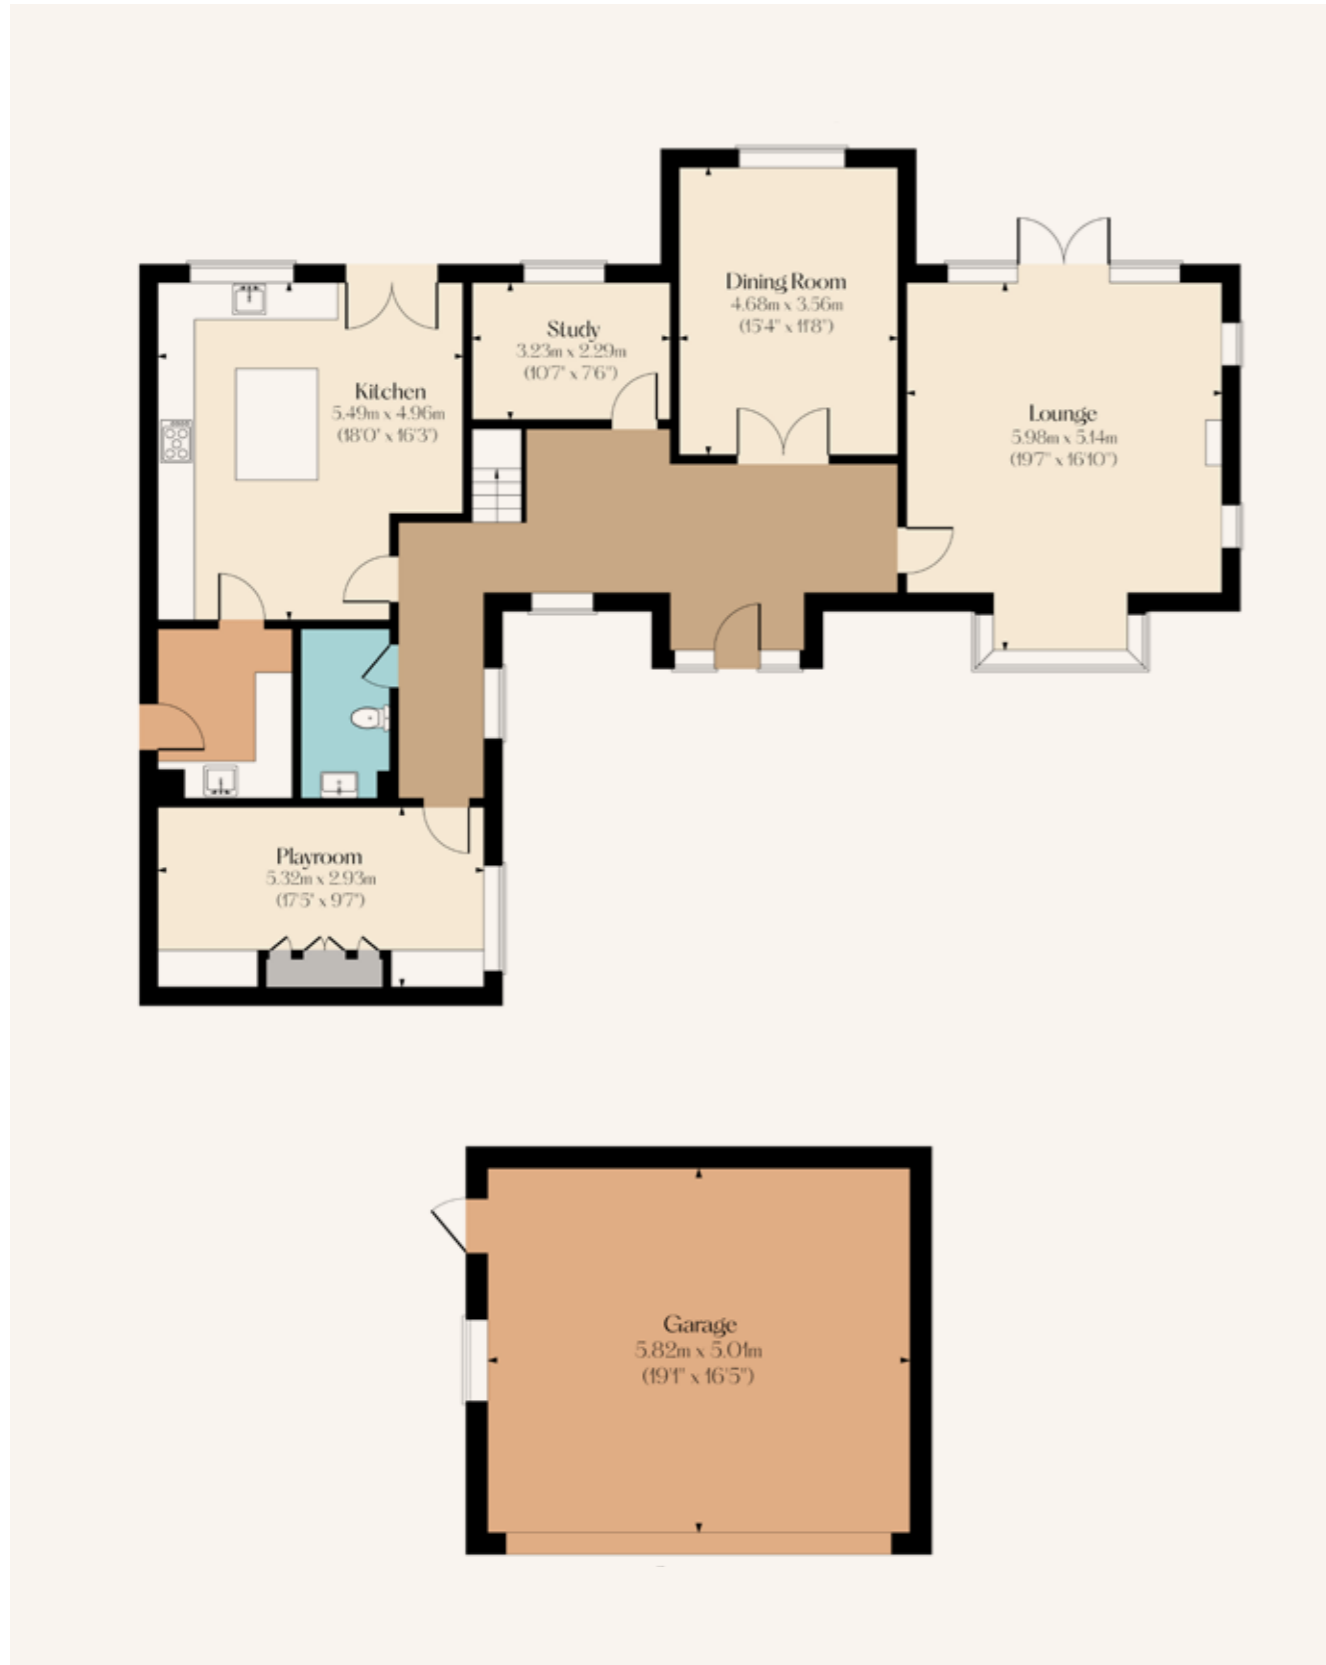 Dining Room
4.68m x 3.56m
(15'4" x 11'8")
Study
3.23m x 2.29m
(10'7" x 7'6")
Kitchen
5.49m x 4.96m
(18'0" x 16'3")
Lounge
5.98m x 5.14m
(19'7" x 16'10")
Playroom
5.32m x 2.93m
(17'5" x 9'7")
Garage
5.82m x 5.01m
(19'1" x 16'5")